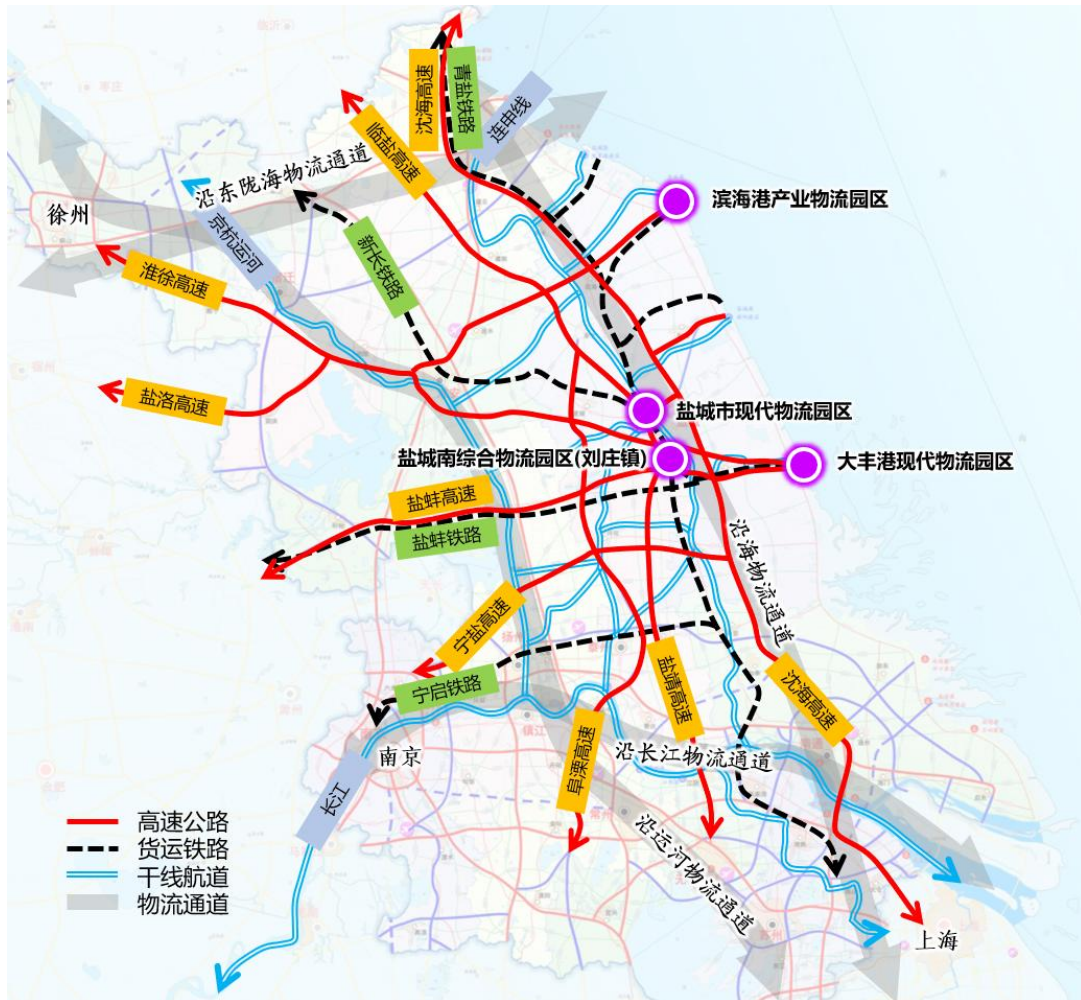 沈海高速
青盐铁路
连申线
临盐高速
沿东陇海物流通道
滨海港产业物流园区
徐州
京杭运河
新长铁路
淮徐高速
盐洛高速
盐城市现代物流园区
盐城南综合物流园区(刘庄镇)
大丰港现代物流园区
盐蚌高速
盐蚌铁路
沿海物流通道
宁盐高速
宁启铁路
盐靖高速
沈海高速
南京
阜溧高速
沿长江物流通道
长江
沿运河物流通道
高速公路
货运铁路
干线航道
物流通道
上海